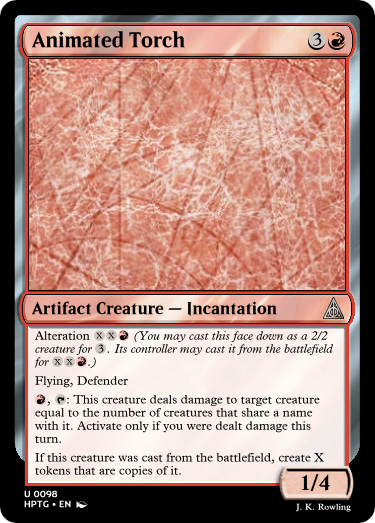 Animated Torch 3R
Artifact Creature — Incantation
Alteration XXR (You may cast this face down as a 2/2
creature for 3. Its controller may cast it from the battlefield
for XXR.)
Flying, Defender
R, T: This creature deals damage to target creature
equal to the number of creatures that share a name
with it. Activate only if you were dealt damage this
turn.
If this creature was cast from the battlefield, create X
tokens that are copies of it.
1/4
U 0098
HPTG • EN
J. K. Rowling